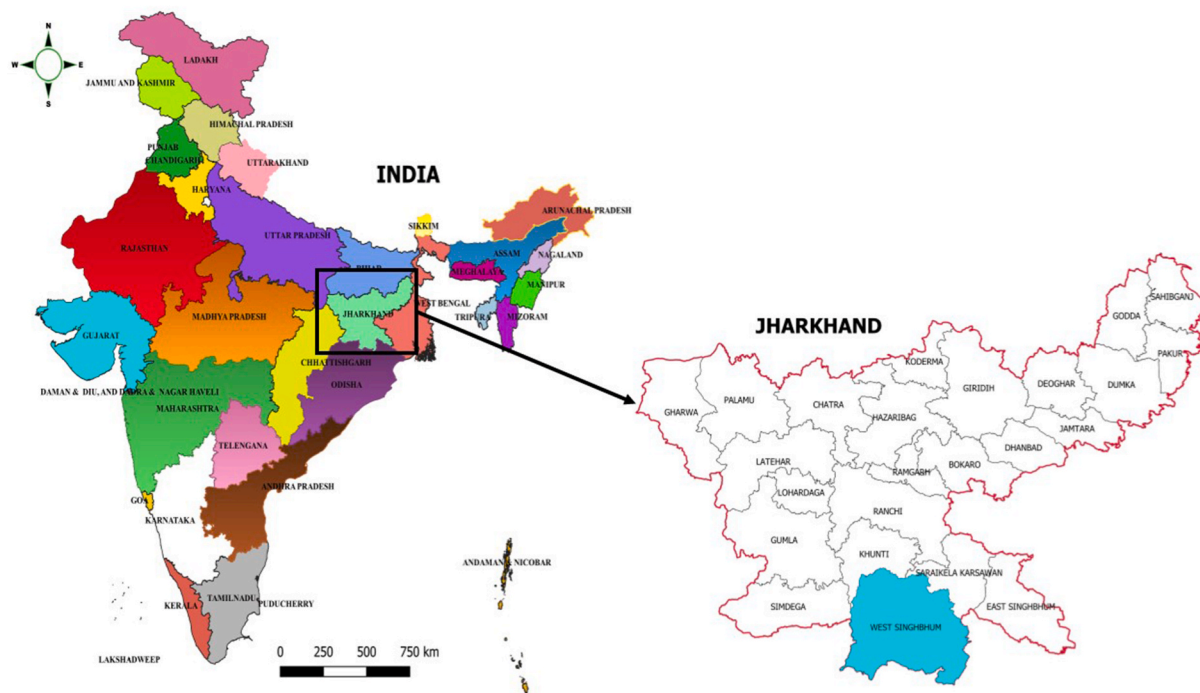 N
W E
S
LADAKH
JAMMU AND KASHMIR
HIMACHAL PRADESH
PUNJAB
CHANDIGARH
UTTARAKHAND
HARYANA
INDIA
RAJASTHAN
UTTAR PRADESH
SIKKIM
ARUNACHAL PRADESH
ASSAM
NAGALAND
BIHAR
MEGHALAYA
MANIPUR
WEST BENGAL
TRIPURA
MIZORAM
JHARKHAND
MADHYA PRADESH
GUJARAT
CHHATTISHGARH
ODISHA
DAMAN & DIU, AND DADRA & NAGAR HAVELI
MAHARASHTRA
TELENGANA
ANDHRA PRADESH
GOA
KARNATAKA
ANDAMAN & NICOBAR
KERALA
TAMILNADU
PUDUCHERRY
LAKSHADWEEP
0 250 500 750 km
JHARKHAND
SAHIBGANJ
GODDA
PAKUR
KODERMA
GIRIDIH
DEOGHAR
DUMKA
GHARWA
PALAMU
CHATRA
HAZARIBAG
JAMTARA
DHANBAD
LATEHAR
RAMGABH
BOKARO
LOHARDAGA
RANCHI
GUMLA
KHUNTI
SARAIKELA KARSAWAN
SIMDEGA
EAST SINGHBHUM
WEST SINGHBHUM